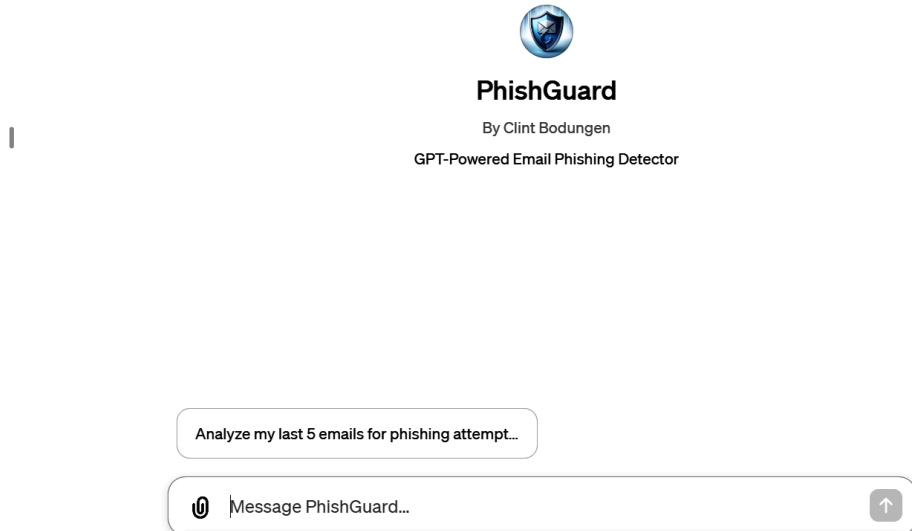 PhishGuard
By Clint Bodungen
GPT-Powered Email Phishing Detector
Analyze my last 5 emails for phishing attempt...
Message PhishGuard...